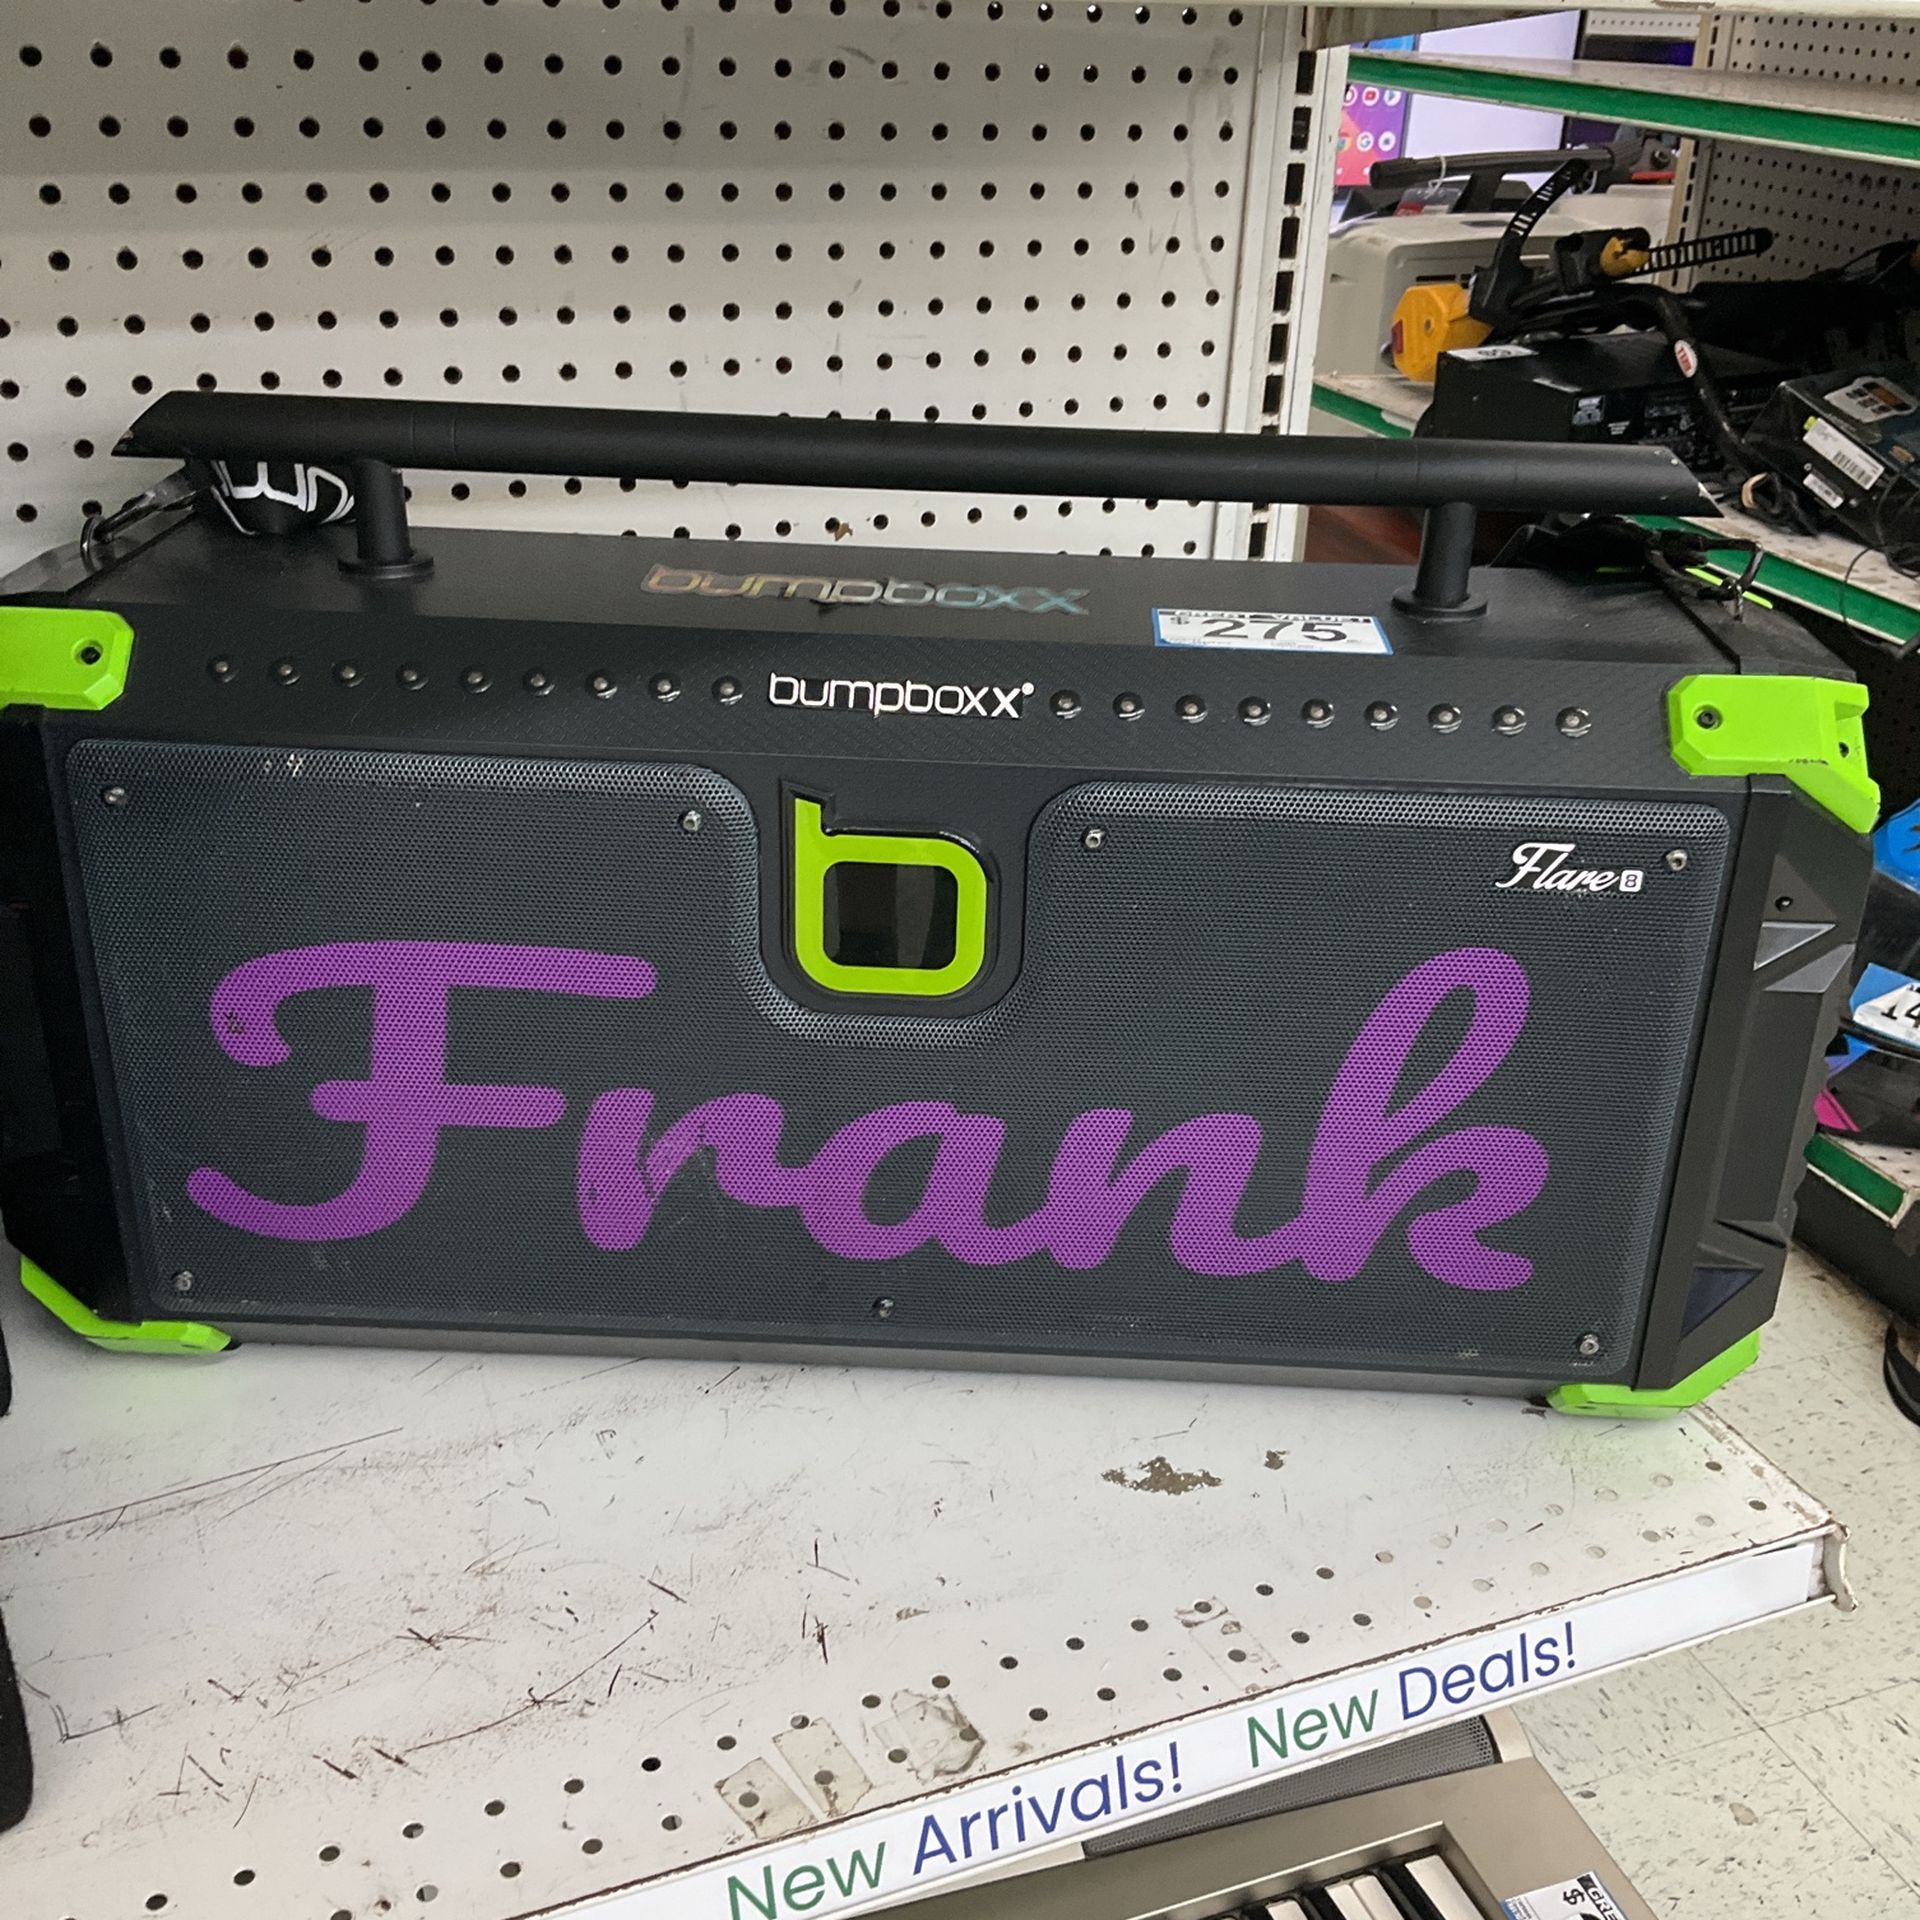 bumpboxx
$275
bumpboxx®
Flare 8
Frank
New Arrivals! New Deals!